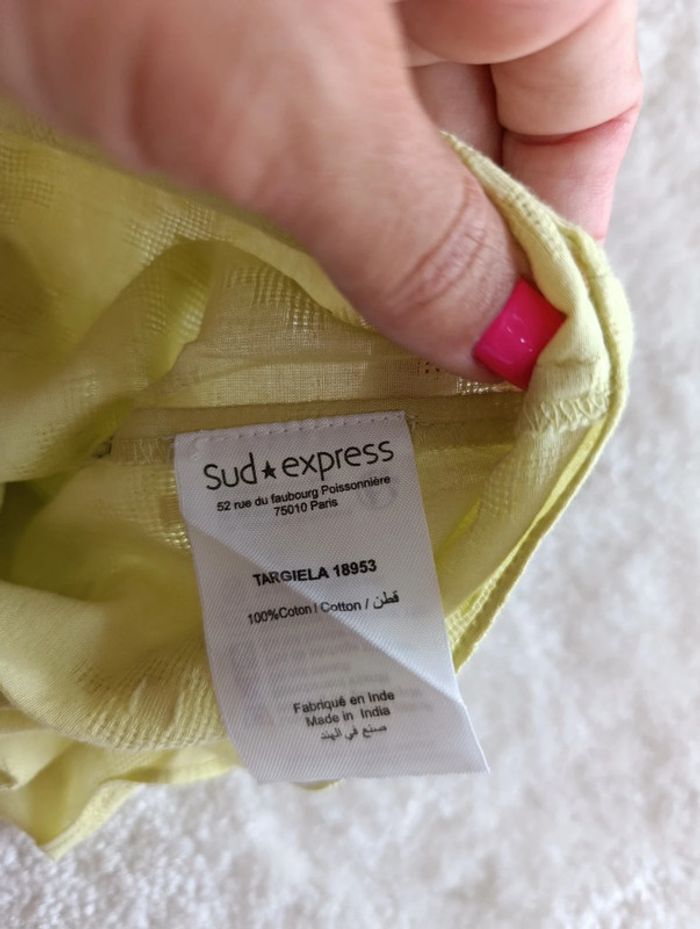 Sud★express
52 rue du faubourg Poissonnière
75010 Paris
TARGIELA 18953
100%Coton / Cotton / قطن
Fabriqué en Inde
Made in India
صنع في الهند